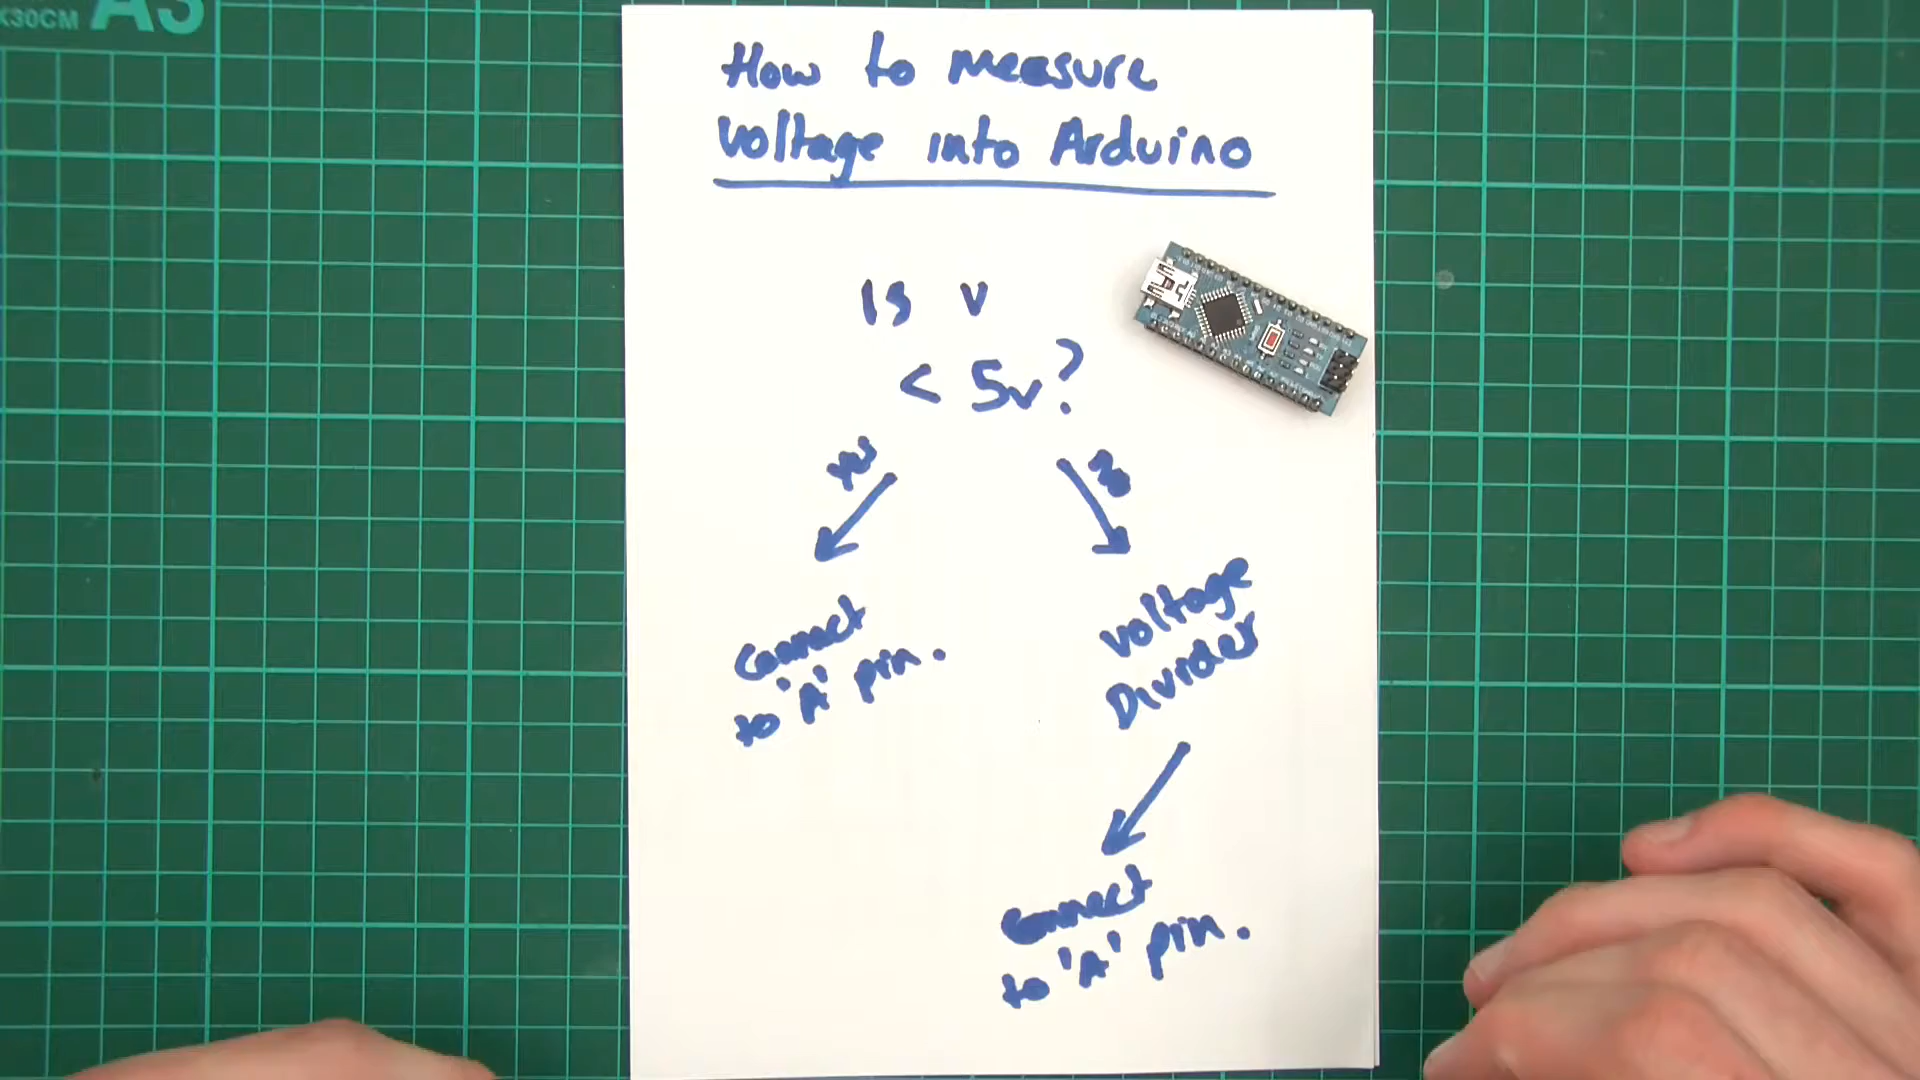 X30CM A3
How to measure
Voltage into Arduino
Is v
< 5v?
Yes
No
Connect
to 'A' pin.
Voltage
Divider
Connect
to 'A' pin.